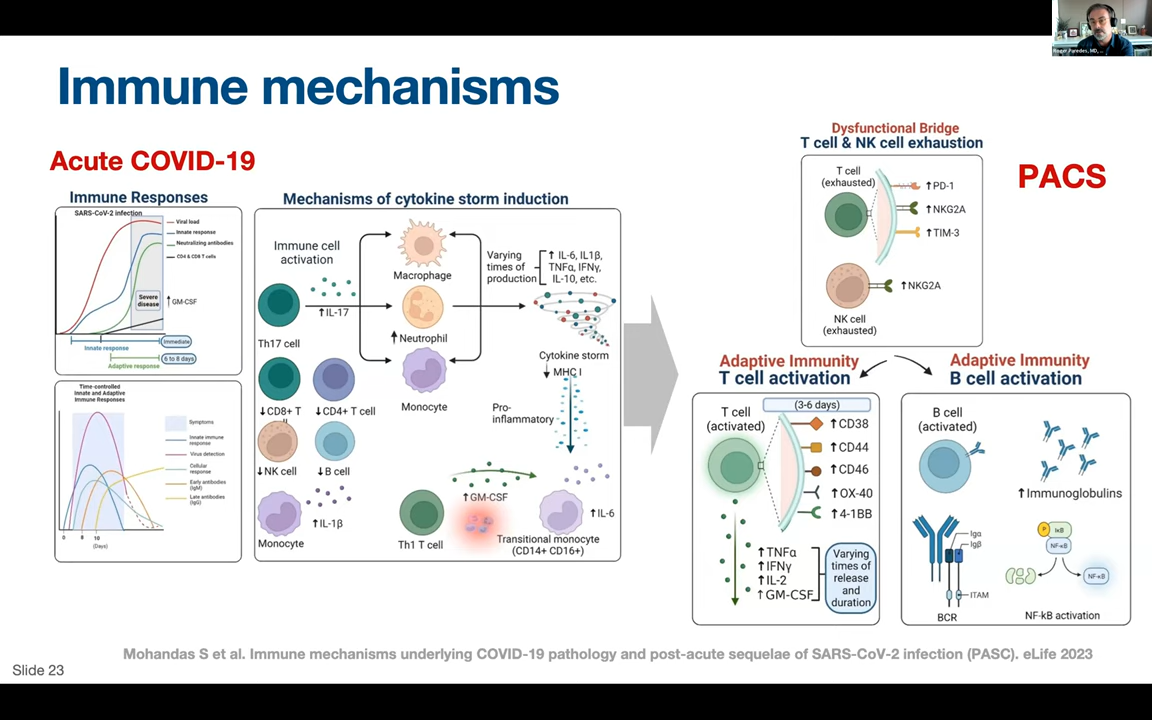 Roger Paredes, MD, ...
Immune mechanisms
Acute COVID-19
PACS
Immune Responses
SARS-CoV-2 infection
Viral load
Innate response
Neutralizing antibodies
CD4 & CD8 T cells
Severe
disease
↑GM-CSF
Innate response
Immediate
Adaptive response
6 to 8 days
Time-controlled
Innate and Adaptive
Immune Responses
Symptoms
Innate immune
response
Virus detection
Cellular
response
Early antibodies
(IgM)
Late antibodies
(IgG)
0 8 10
(Days)
Mechanisms of cytokine storm induction
Immune cell
activation
↑IL-17
Th17 cell
↓CD8+ T
↓CD4+ T cell
↓NK cell
↓B cell
↑IL-1β
Monocyte
Macrophage
↑Neutrophil
Monocyte
Varying
times of
production
↑ IL-6, IL1β,
TNFα, IFNγ,
IL-10, etc.
Cytokine storm
↓MHC I
Pro-
inflammatory
↑GM-CSF
Th1 T cell
↑IL-6
Transitional monocyte
(CD14+ CD16+)
Dysfunctional Bridge
T cell & NK cell exhaustion
T cell
(exhausted)
↑PD-1
↑NKG2A
↑TIM-3
↑NKG2A
NK cell
(exhausted)
Adaptive Immunity
T cell activation
T cell
(activated)
(3-6 days)
↑CD38
↑CD44
↑CD46
↑OX-40
↑4-1BB
↑TNFα
↑IFNγ
↑IL-2
↑GM-CSF
Varying
times of
release
and
duration
Adaptive Immunity
B cell activation
B cell
(activated)
↑Immunoglobulins
Igα
Igβ
ITAM
BCR
P
IκB
NF-κB
NF-κB
NF-kB activation
Mohandas S et al. Immune mechanisms underlying COVID-19 pathology and post-acute sequelae of SARS-CoV-2 infection (PASC). eLife 2023
Slide 23